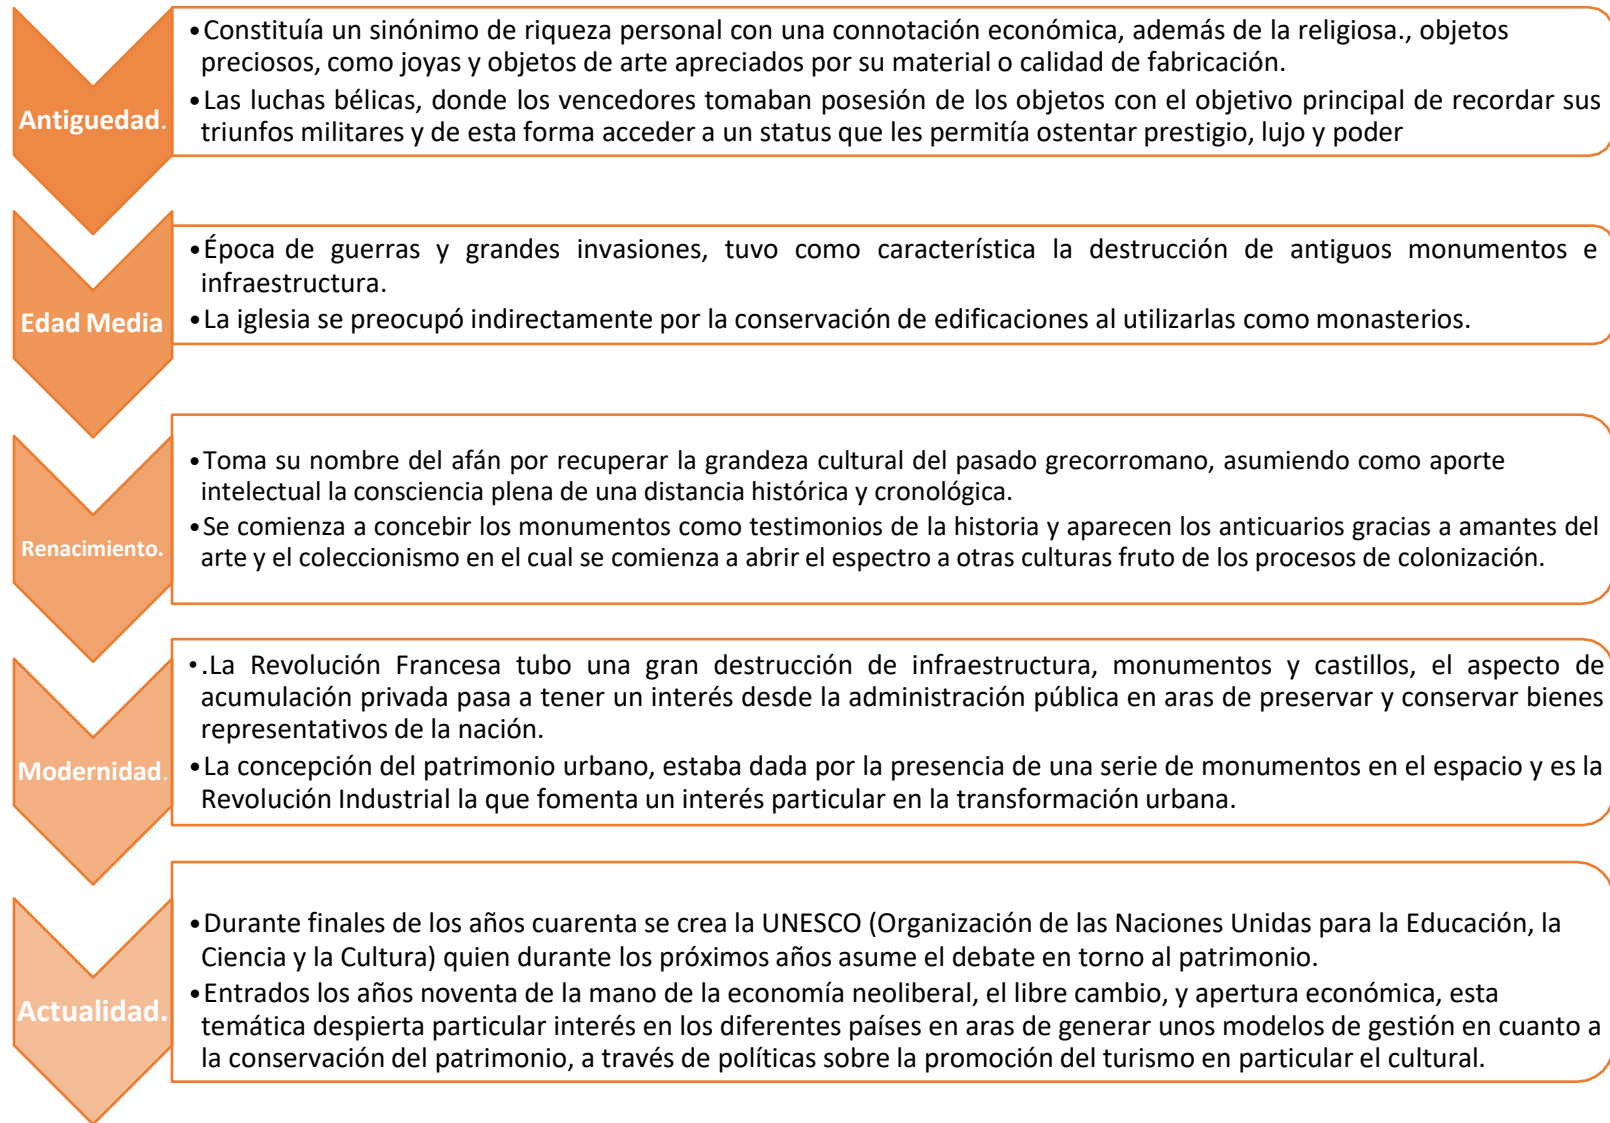 Antiguedad.
•Constituía un sinónimo de riqueza personal con una connotación económica, además de la religiosa., objetos
preciosos, como joyas y objetos de arte apreciados por su material o calidad de fabricación.
•Las luchas bélicas, donde los vencedores tomaban posesión de los objetos con el objetivo principal de recordar sus
triunfos militares y de esta forma acceder a un status que les permitía ostentar prestigio, lujo y poder
Edad Media
•Época de guerras y grandes invasiones, tuvo como característica la destrucción de antiguos monumentos e
infraestructura.
•La iglesia se preocupó indirectamente por la conservación de edificaciones al utilizarlas como monasterios.
Renacimiento.
•Toma su nombre del afán por recuperar la grandeza cultural del pasado grecorromano, asumiendo como aporte
intelectual la consciencia plena de una distancia histórica y cronológica.
•Se comienza a concebir los monumentos como testimonios de la historia y aparecen los anticuarios gracias a amantes del
arte y el coleccionismo en el cual se comienza a abrir el espectro a otras culturas fruto de los procesos de colonización.
Modernidad.
•.La Revolución Francesa tubo una gran destrucción de infraestructura, monumentos y castillos, el aspecto de
acumulación privada pasa a tener un interés desde la administración pública en aras de preservar y conservar bienes
representativos de la nación.
•La concepción del patrimonio urbano, estaba dada por la presencia de una serie de monumentos en el espacio y es la
Revolución Industrial la que fomenta un interés particular en la transformación urbana.
Actualidad.
•Durante finales de los años cuarenta se crea la UNESCO (Organización de las Naciones Unidas para la Educación, la
Ciencia y la Cultura) quien durante los próximos años asume el debate en torno al patrimonio.
•Entrados los años noventa de la mano de la economía neoliberal, el libre cambio, y apertura económica, esta
temática despierta particular interés en los diferentes países en aras de generar unos modelos de gestión en cuanto a
la conservación del patrimonio, a través de políticas sobre la promoción del turismo en particular el cultural.